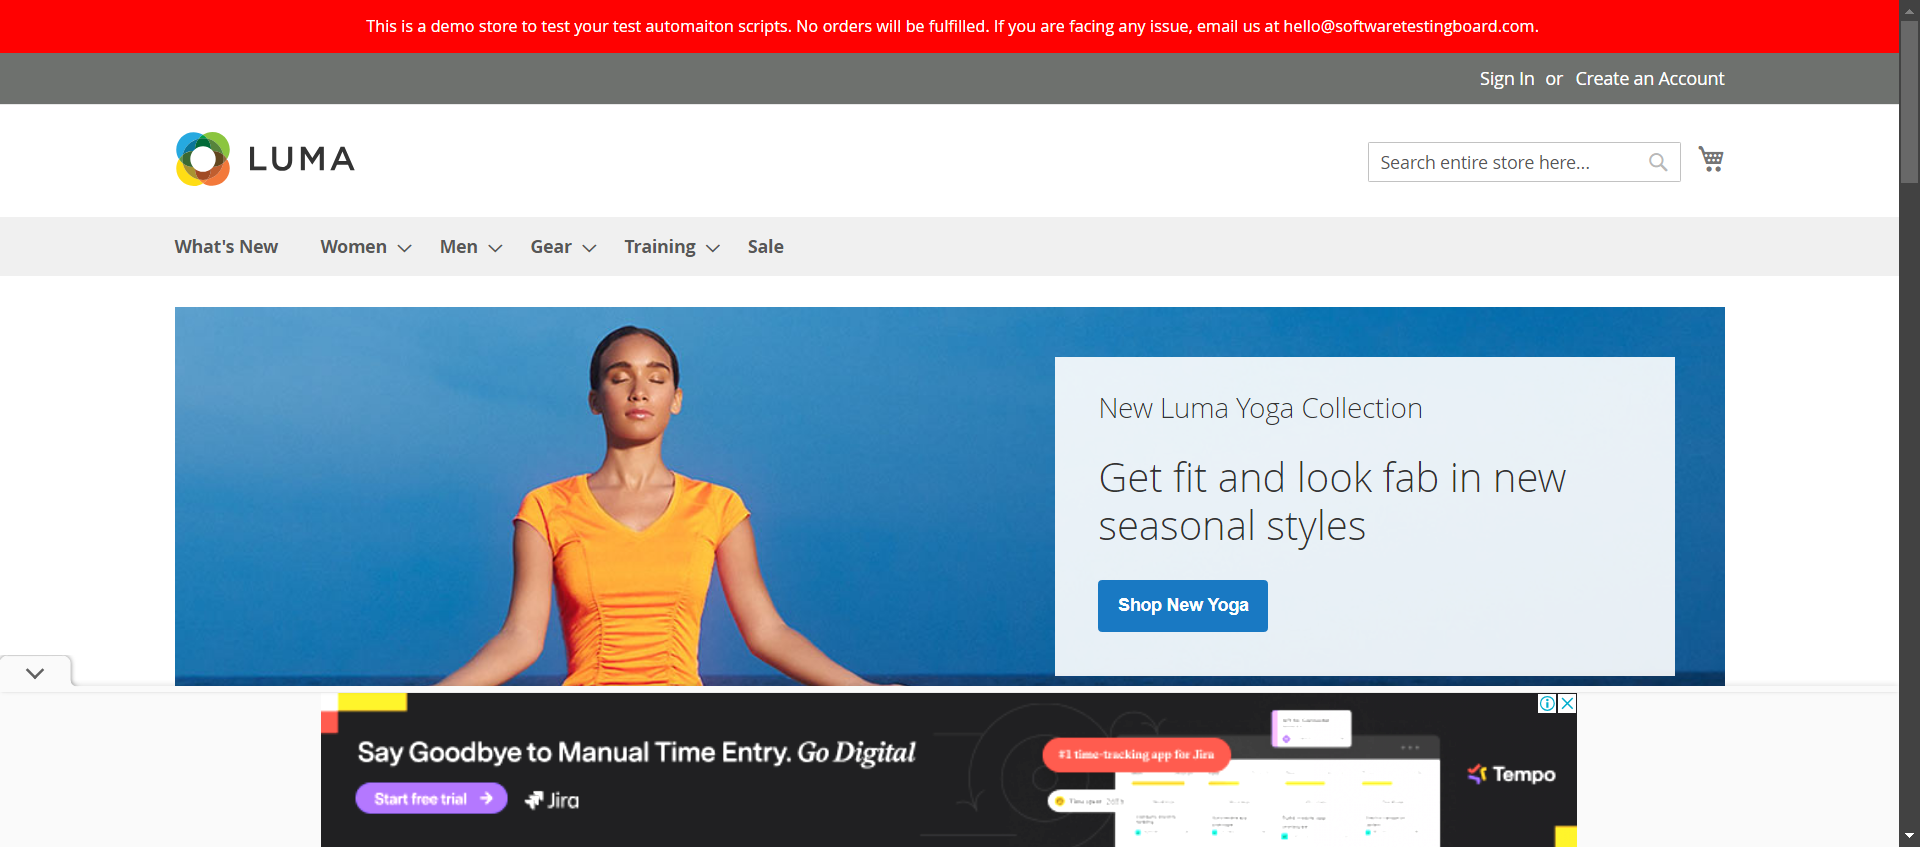 This is a demo store to test your test automaiton scripts. No orders will be fulfilled. If you are facing any issue, email us at hello@softwaretestingboard.com.
Sign In or Create an Account
LUMA
Search entire store here...
What's New Women Men Gear Training Sale
New Luma Yoga Collection
Get fit and look fab in new
seasonal styles
Shop New Yoga
Say Goodbye to Manual Time Entry. Go Digital
Start free trial
Jira
#1 time-tracking app for Jira
Tempo